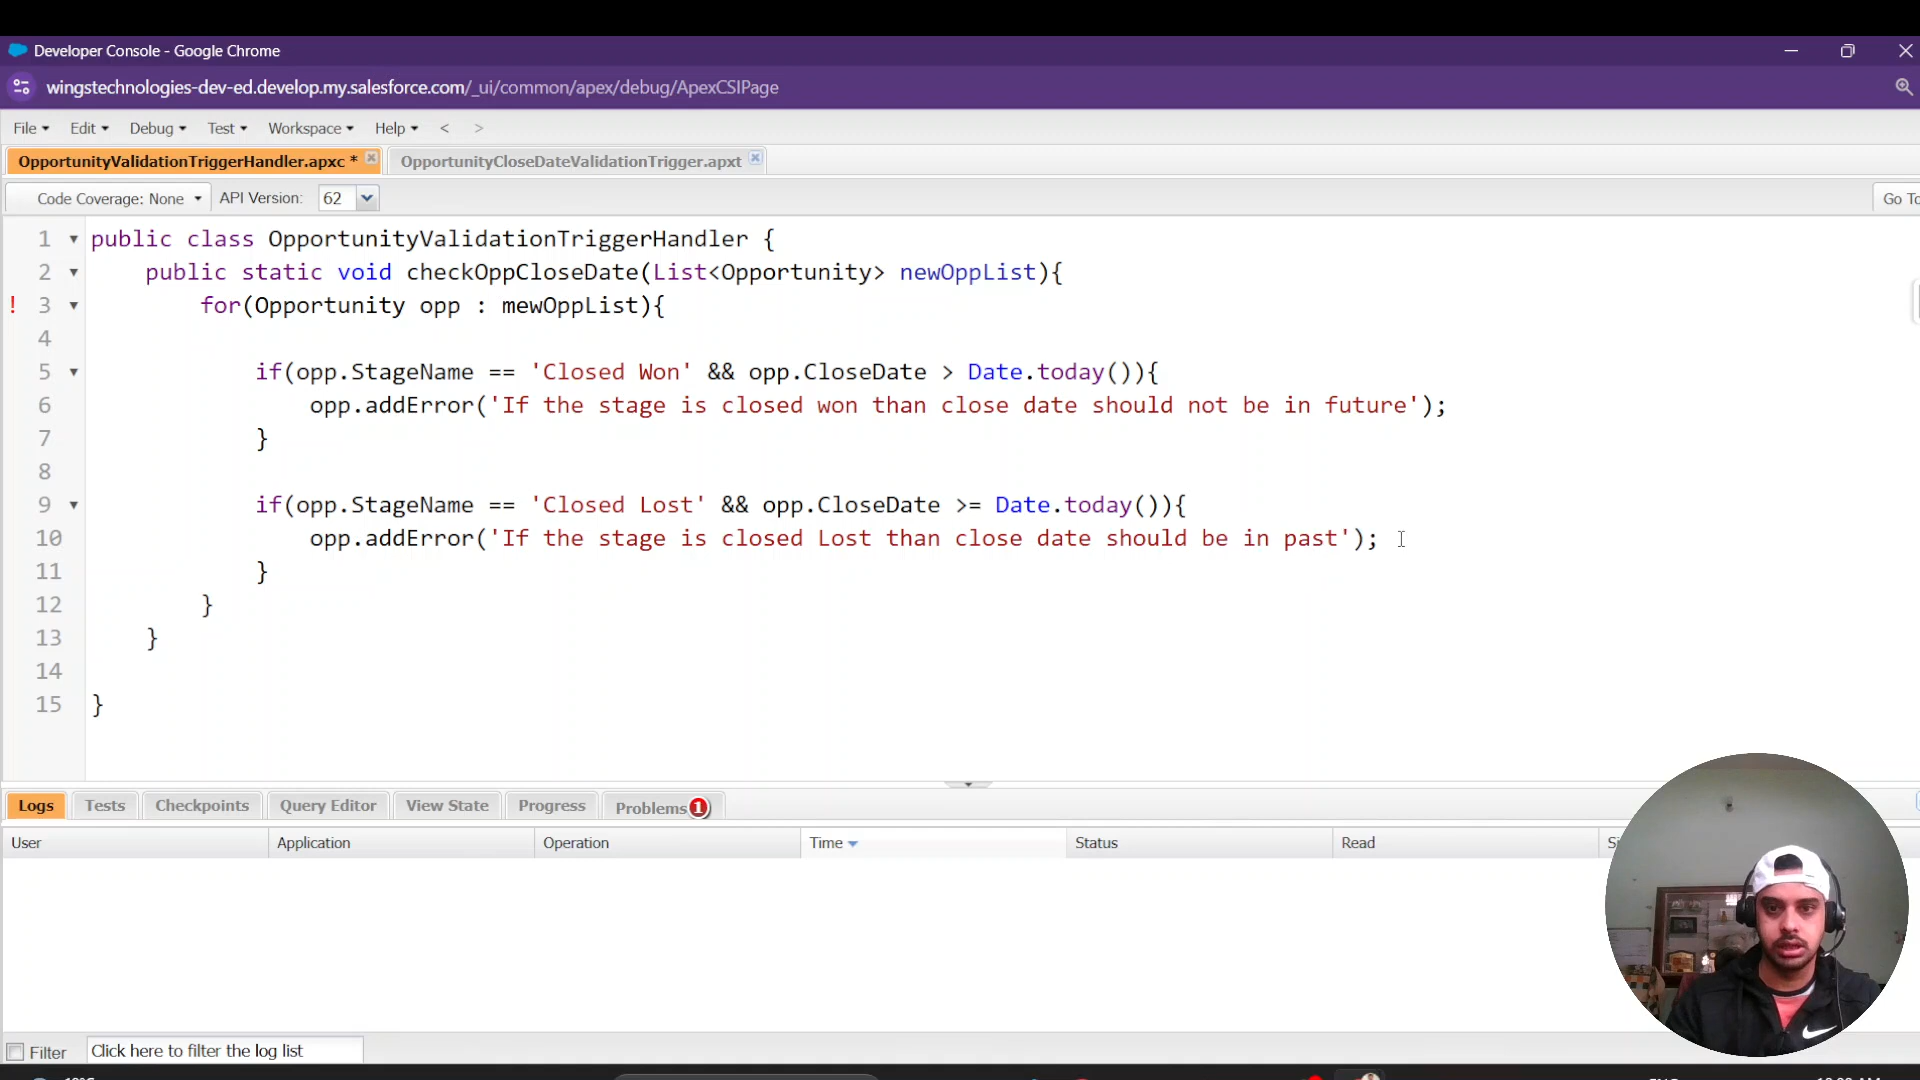 Developer Console - Google Chrome
wingstechnologies-dev-ed.develop.my.salesforce.com/_ui/common/apex/debug/ApexCSIPage
File Edit Debug Test Workspace Help < >
OpportunityValidationTriggerHandler.apxc * OpportunityCloseDateValidationTrigger.apxt
Code Coverage: None API Version: 62 Go To
1 public class OpportunityValidationTriggerHandler {
2 public static void checkOppCloseDate(List<Opportunity> newOppList){
! 3 for(Opportunity opp : mewOppList){
4
5 if(opp.StageName == 'Closed Won' && opp.CloseDate > Date.today()){
6 opp.addError('If the stage is closed won than close date should not be in future');
7 }
8
9 if(opp.StageName == 'Closed Lost' && opp.CloseDate >= Date.today()){
10 opp.addError('If the stage is closed Lost than close date should be in past');
11 }
12 }
13 }
14
15 }
Logs Tests Checkpoints Query Editor View State Progress Problems 1
User Application Operation Time Status Read
Filter Click here to filter the log list